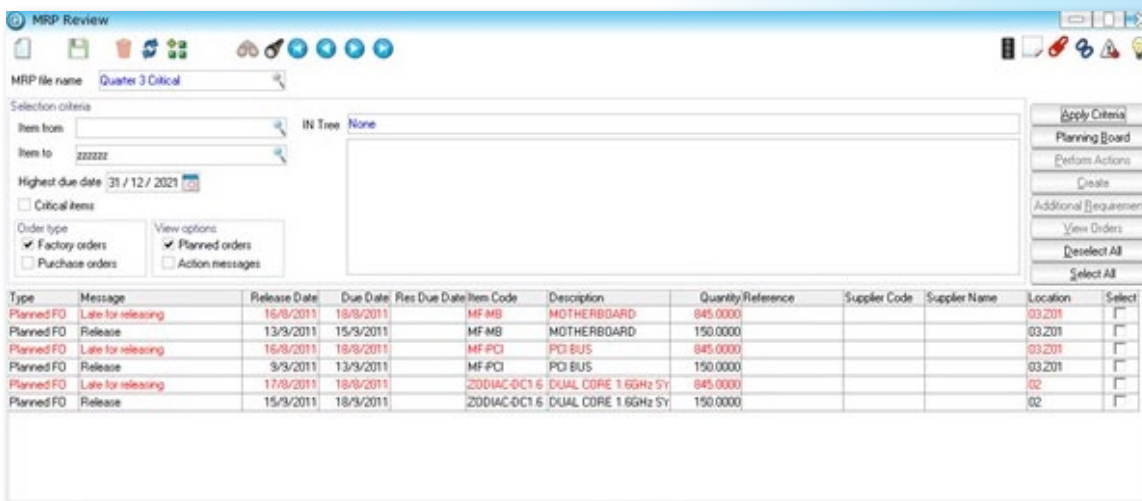 MRP Review
MRP file name Quarter 3 Critical
Selection criteria
Item from
IN Tree None
Item to zzzzzz
Highest due date 31 / 12 / 2021
Critical items
Order type View options
Factory orders Planned orders
Purchase orders Action messages
Apply Criteria
Planning Board
Perform Actions
Create
Additional Requiremen
View Orders
Deselect All
Select All
Type Message Release Date Due Date Res Due Date Item Code Description Quantity Reference Supplier Code Supplier Name Location Select
Planned FO Late for releasing 16/8/2011 18/8/2011 MF-MB MOTHERBOARD 845.0000 03.Z01
Planned FO Release 13/9/2011 15/9/2011 MF-MB MOTHERBOARD 150.0000 03.Z01
Planned FO Late for releasing 16/8/2011 18/8/2011 MF-PCI PCI BUS 845.0000 03.Z01
Planned FO Release 9/9/2011 13/9/2011 MF-PCI PCI BUS 150.0000 03.Z01
Planned FO Late for releasing 17/8/2011 18/8/2011 ZODIAC-DC1.6 DUAL CORE 1.6GHz SY 845.0000 02
Planned FO Release 15/9/2011 18/9/2011 ZODIAC-DC1.6 DUAL CORE 1.6GHz SY 150.0000 02